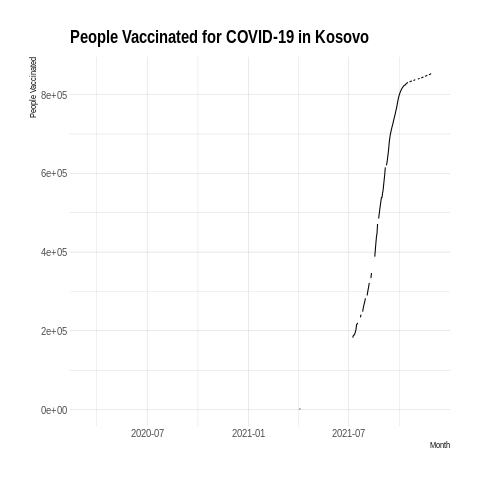 People Vaccinated for COVID-19 in Kosovo
People Vaccinated
8e+05
6e+05
4e+05
2e+05
0e+00
2020-07
2021-01
2021-07
Month